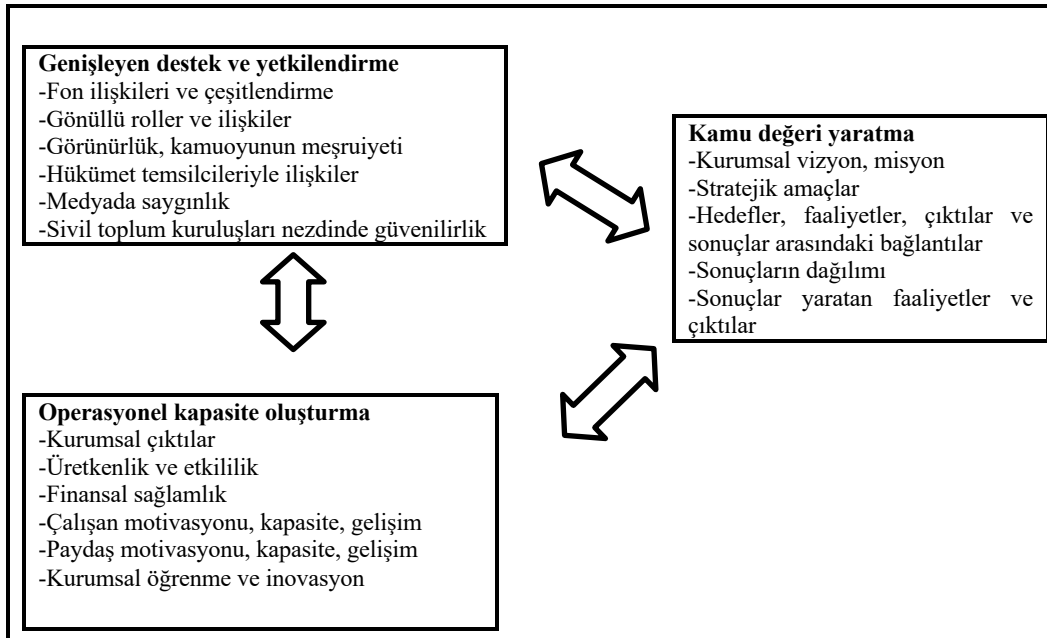 Genişleyen destek ve yetkilendirme
-Fon ilişkileri ve çeşitlendirme
-Gönüllü roller ve ilişkiler
-Görünürlük, kamuoyunun meşruiyeti
-Hükümet temsilcileriyle ilişkiler
-Medyada saygınlık
-Sivil toplum kuruluşları nezdinde güvenilirlik
Kamu değeri yaratma
-Kurumsal vizyon, misyon
-Stratejik amaçlar
-Hedefler, faaliyetler, çıktılar ve
sonuçlar arasındaki bağlantılar
-Sonuçların dağılımı
-Sonuçlar yaratan faaliyetler ve
çıktılar
Operasyonel kapasite oluşturma
-Kurumsal çıktılar
-Üretkenlik ve etkililik
-Finansal sağlamlık
-Çalışan motivasyonu, kapasite, gelişim
-Paydaş motivasyonu, kapasite, gelişim
-Kurumsal öğrenme ve inovasyon